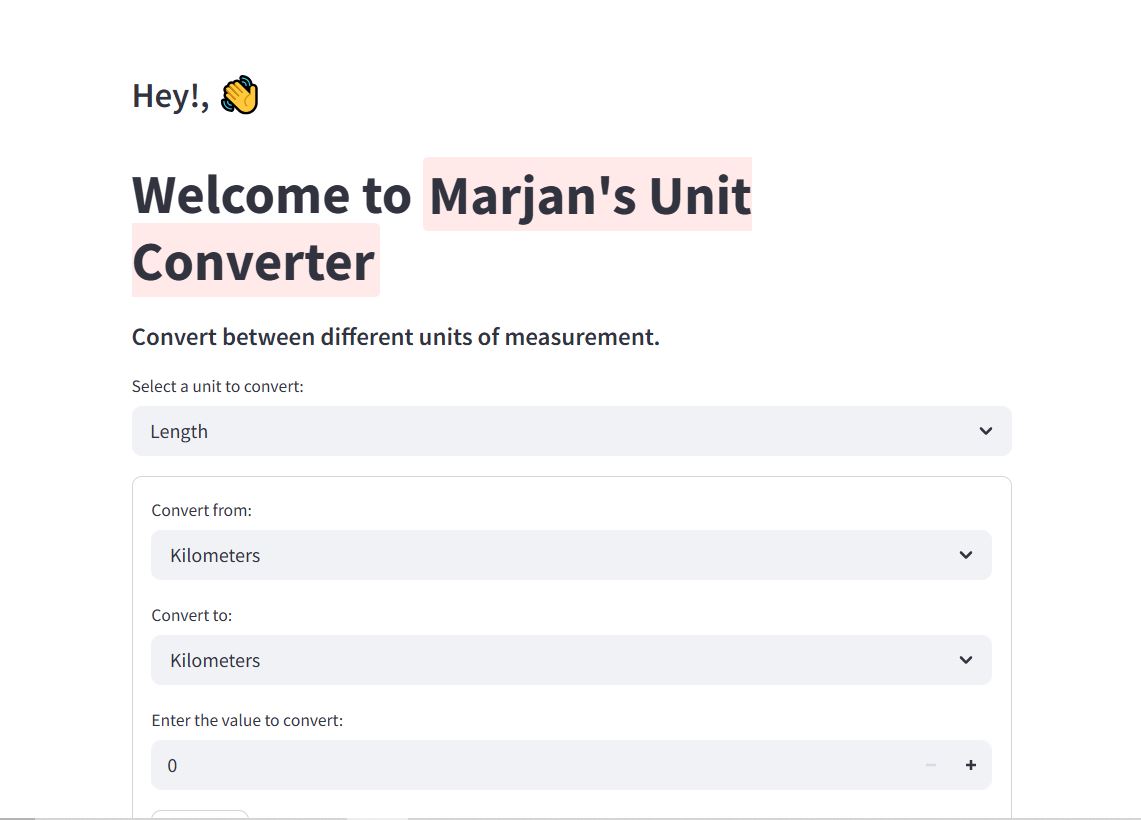 Hey!, 👋
Welcome to Marjan's Unit
Converter
Convert between different units of measurement.
Select a unit to convert:
Length
Convert from:
Kilometers
Convert to:
Kilometers
Enter the value to convert:
0